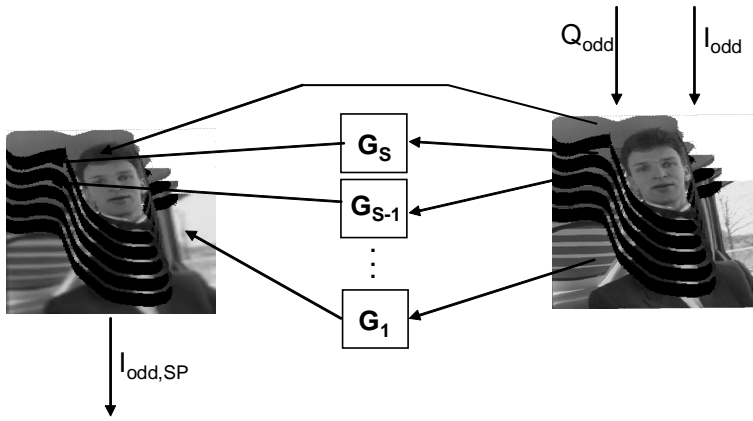 Q_odd
I_odd
G_S
G_S-1
⋮
G_1
I_odd,SP